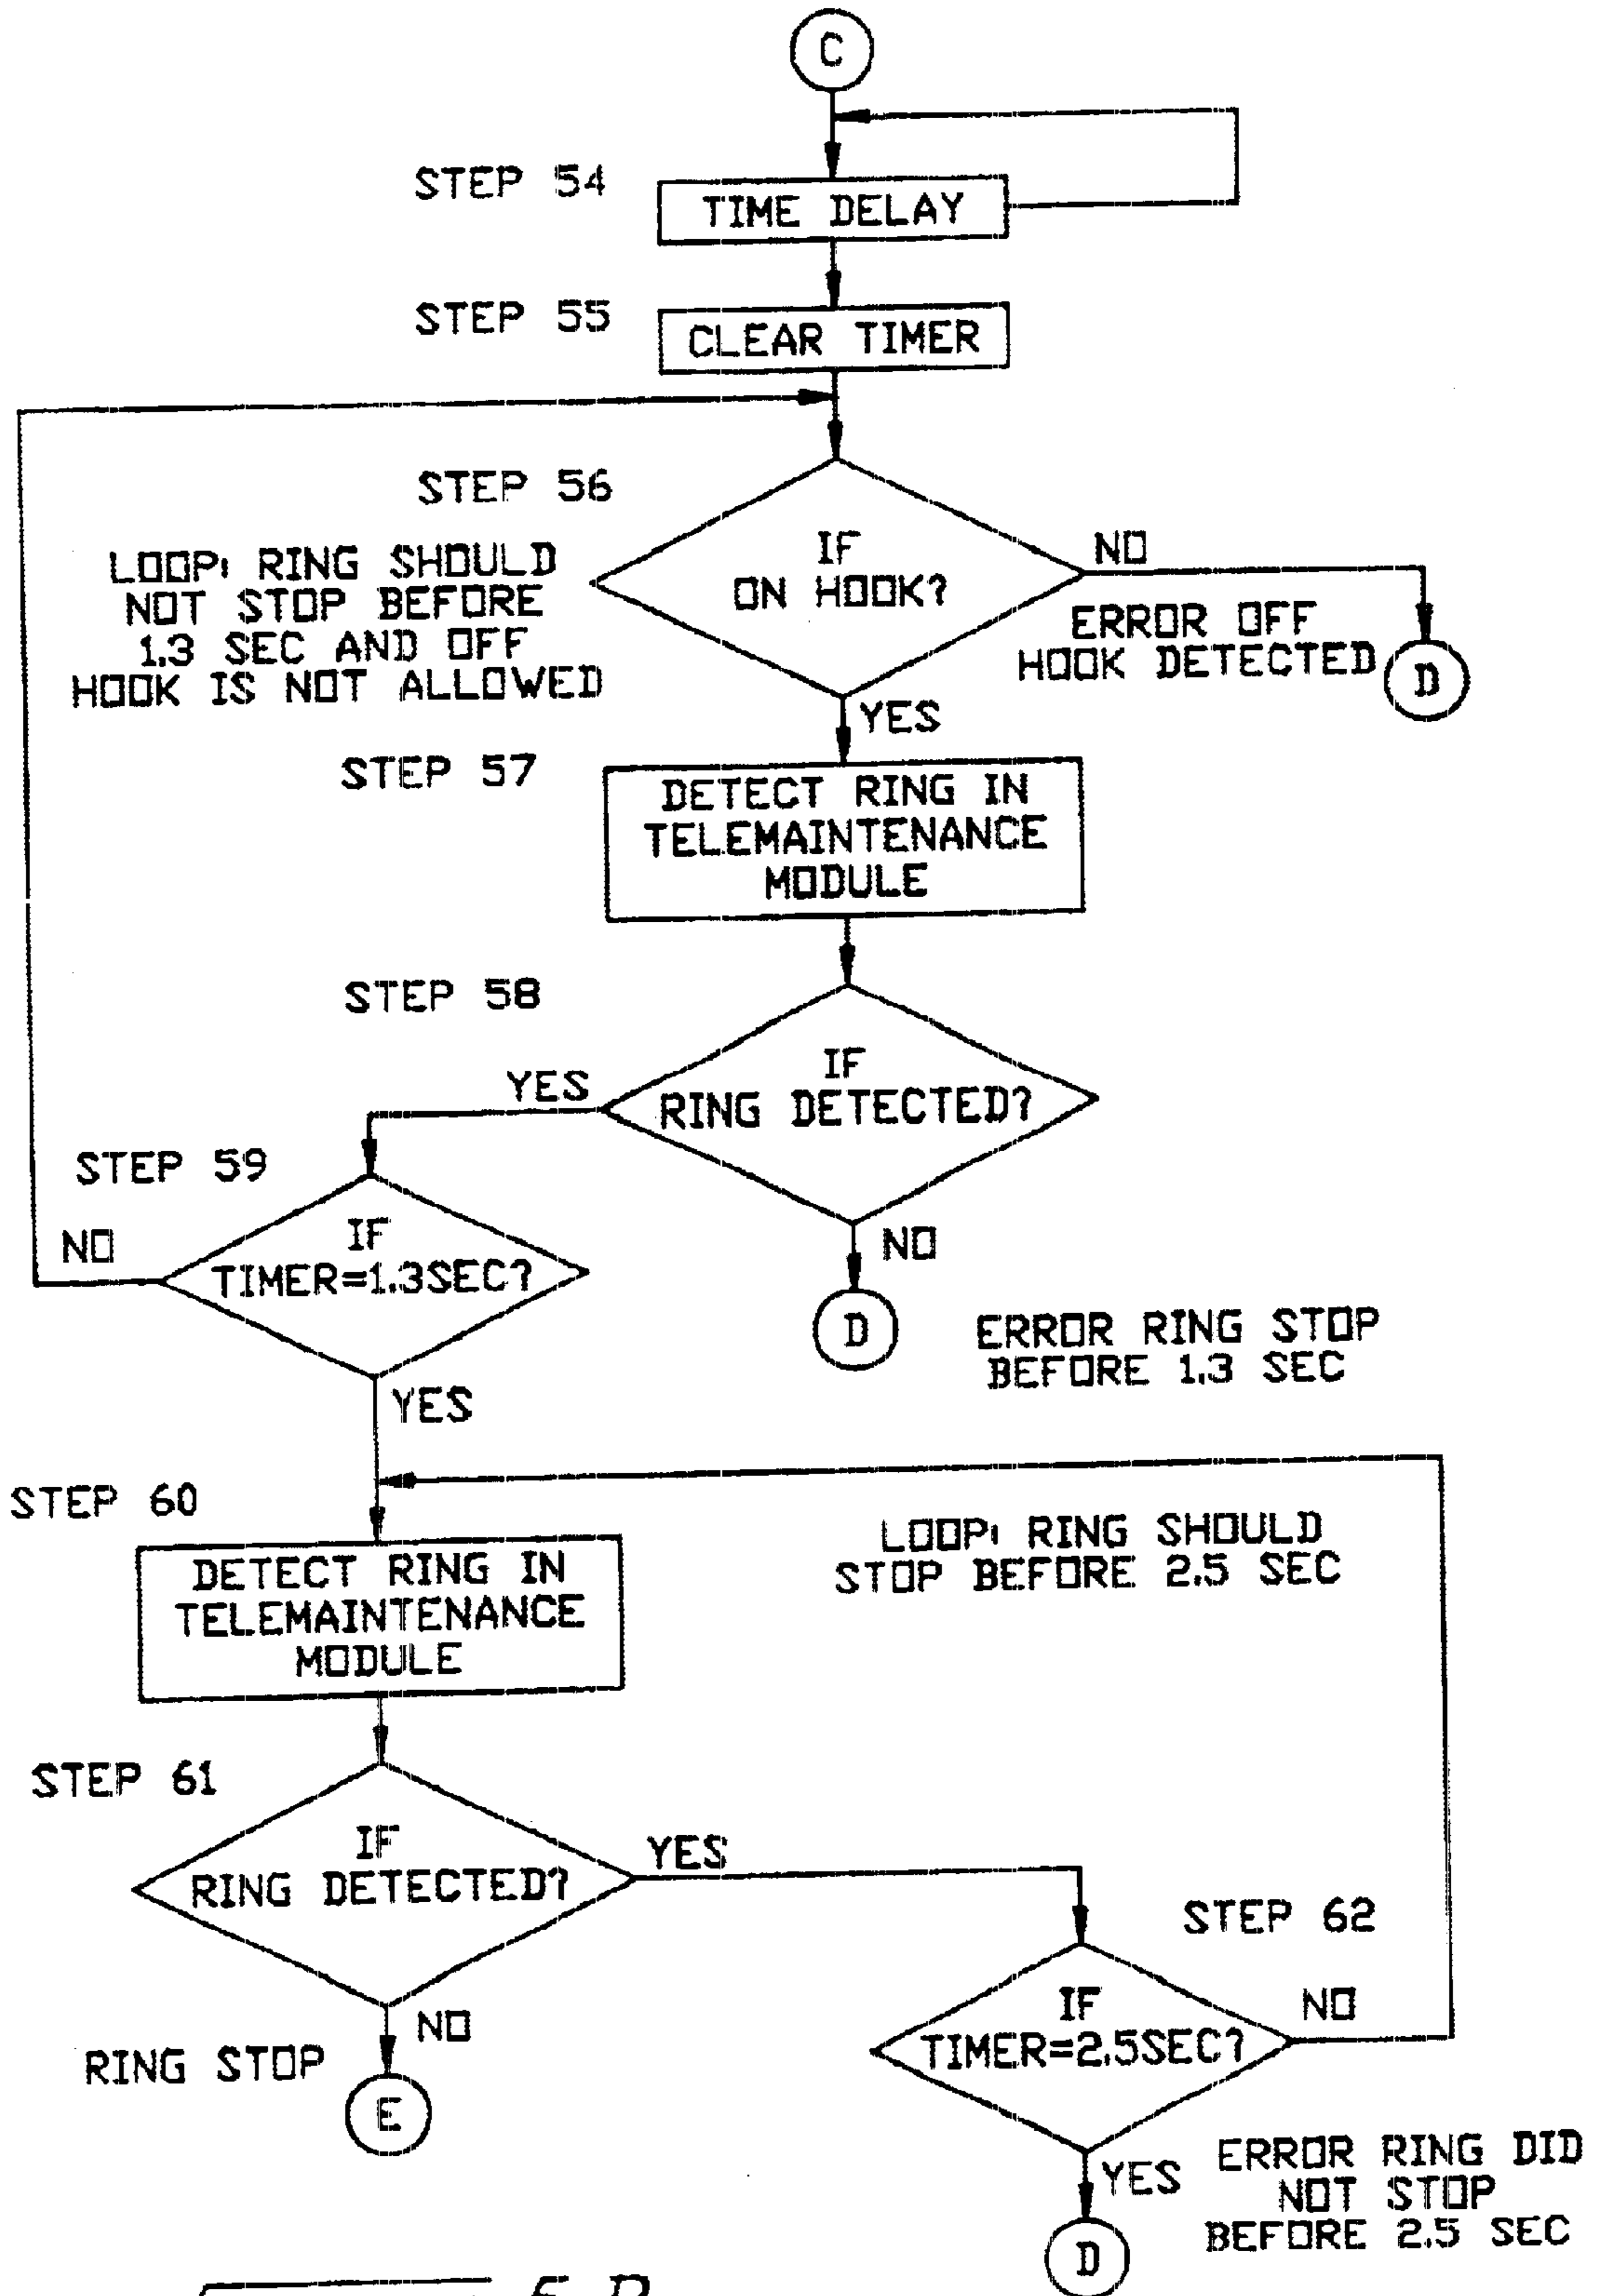 C
STEP 54
TIME DELAY
STEP 55
CLEAR TIMER
STEP 56
IF
ON HOOK?
NO
LOOP: RING SHOULD
NOT STOP BEFORE
1.3 SEC AND OFF
HOOK IS NOT ALLOWED
ERROR OFF
HOOK DETECTED
D
YES
STEP 57
DETECT RING IN
TELEMAINTENANCE
MODULE
STEP 58
IF
RING DETECTED?
YES
STEP 59
NO
IF
TIMER=1.3SEC?
NO
D
ERROR RING STOP
BEFORE 1.3 SEC
YES
STEP 60
LOOP: RING SHOULD
STOP BEFORE 2.5 SEC
DETECT RING IN
TELEMAINTENANCE
MODULE
STEP 61
IF
RING DETECTED?
YES
STEP 62
IF
TIMER=2.5SEC?
NO
NO
RING STOP
E
YES
ERROR RING DID
NOT STOP
BEFORE 2.5 SEC
D